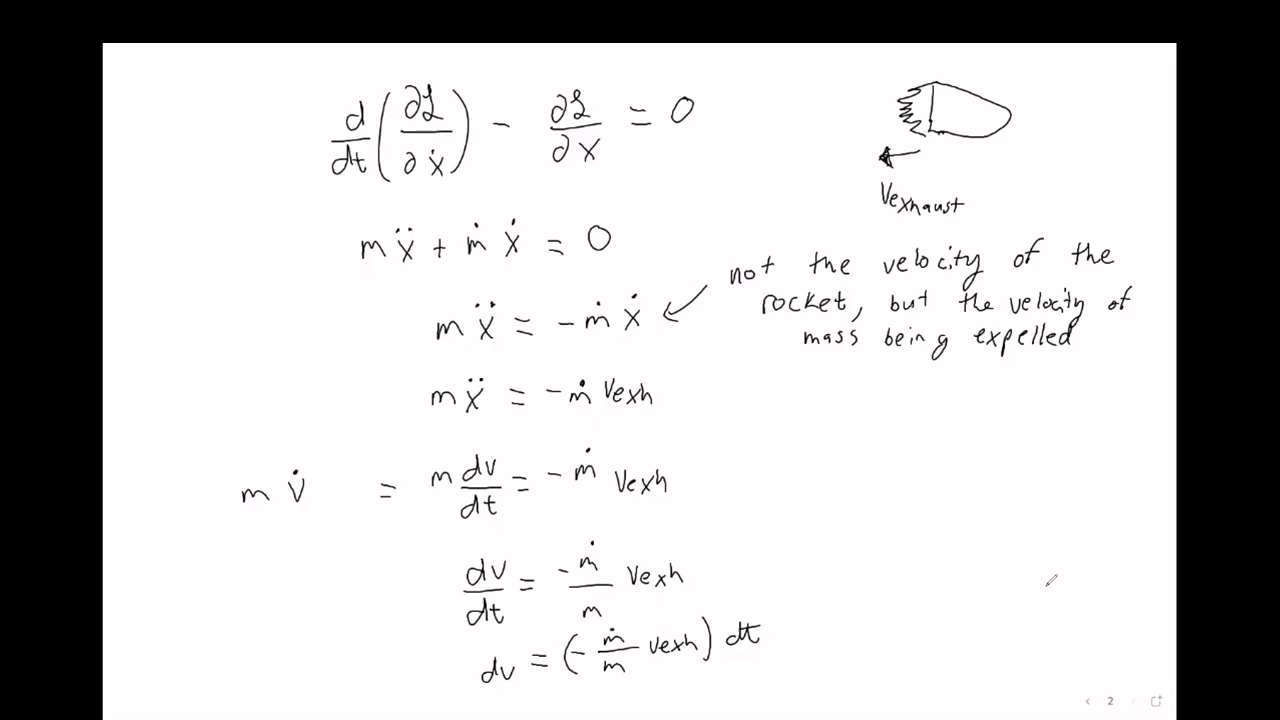 d/dt (∂ℒ/∂ẋ) - ∂ℒ/∂x = 0
Vexhaust
mẍ + ṁẋ = 0
not the velocity of the
rocket, but the velocity of
mass being expelled
mẍ = -ṁẋ
mẍ = -ṁ Vexh
m v̇ = m dv/dt = -ṁ Vexh
dv/dt = -ṁ/m Vexh
dv = (-ṁ/m Vexh) dt
2